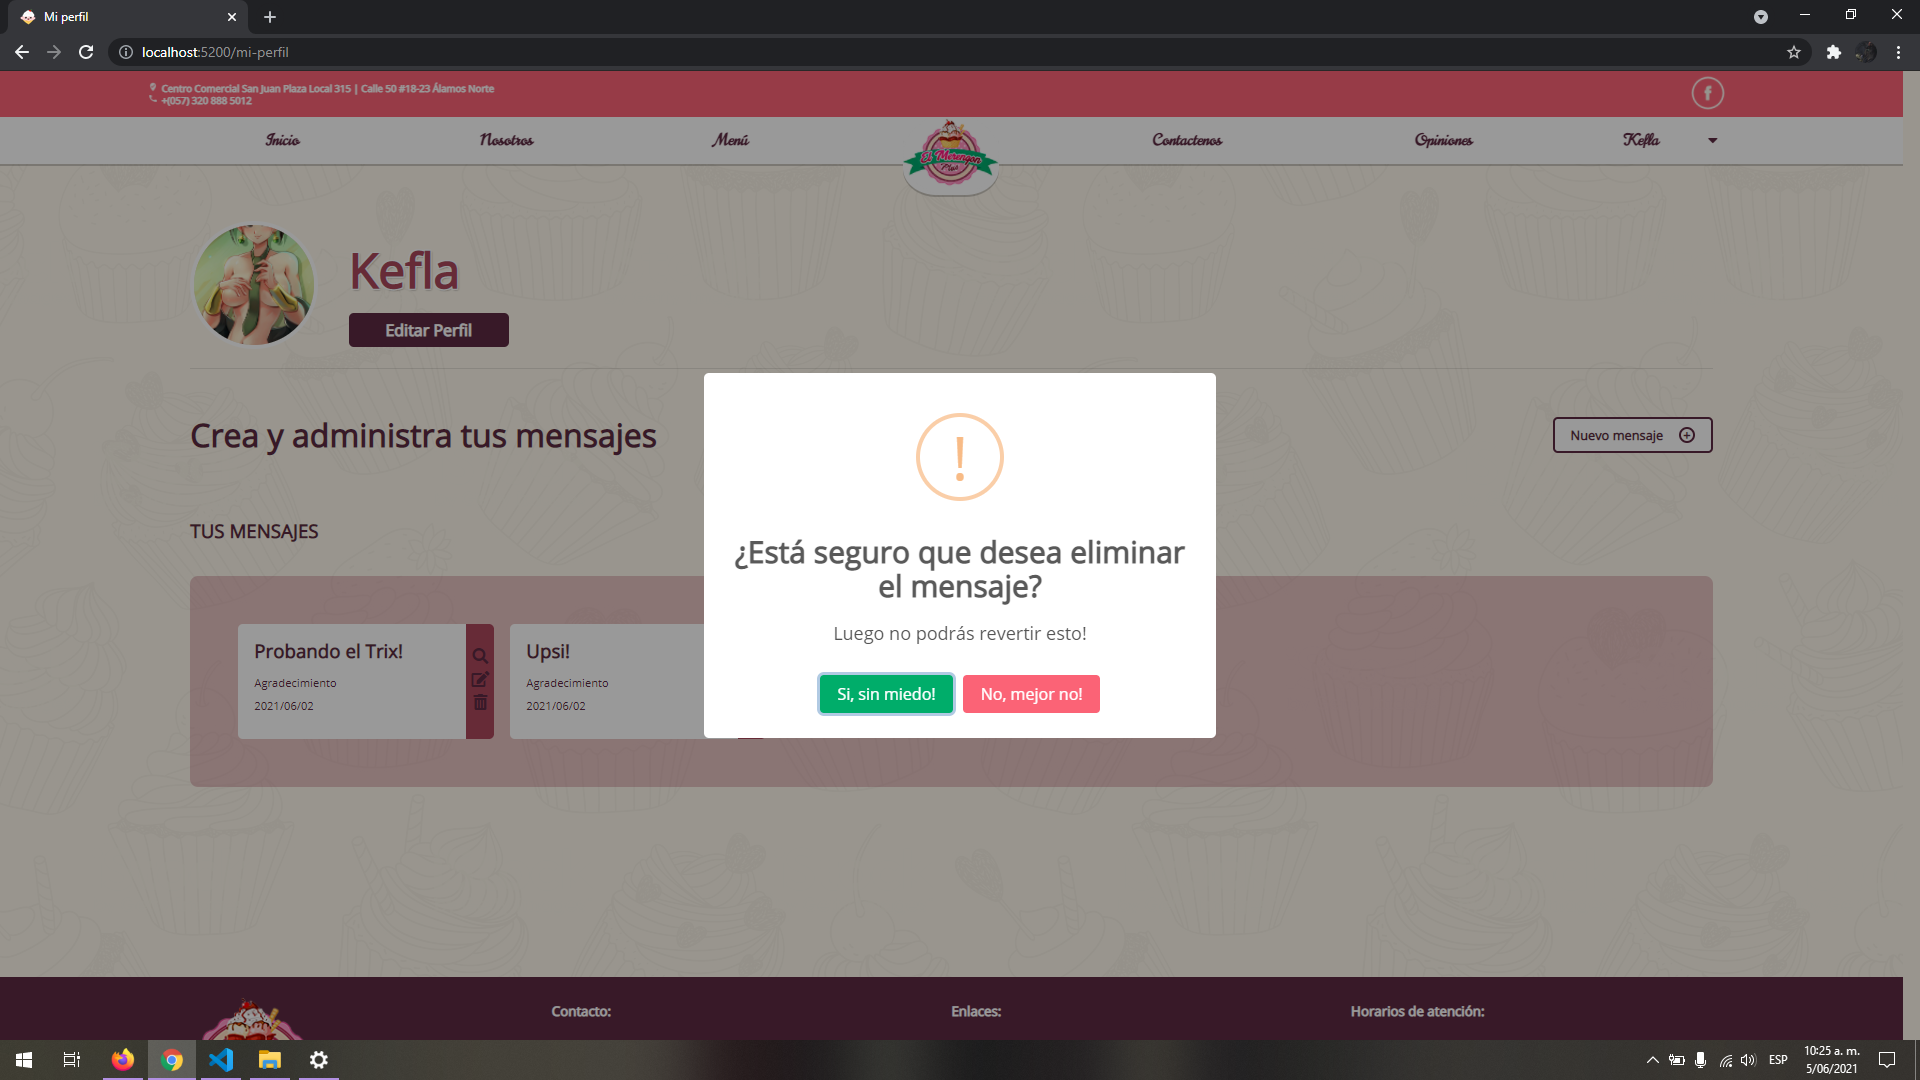 Mi perfil
localhost:5200/mi-perfil
Centro Comercial San Juan Plaza Local 315 | Calle 50 #18-23 Álamos Norte
+(057) 320 888 5012
Inicio
Nosotros
Menú
El Merengon
Plus
Contactenos
Opiniones
Kefla
Kefla
Editar Perfil
Crea y administra tus mensajes
Nuevo mensaje
TUS MENSAJES
Probando el Trix!
Agradecimiento
2021/06/02
Upsi!
Agradecimiento
2021/06/02
¿Está seguro que desea eliminar
el mensaje?
Luego no podrás revertir esto!
Si, sin miedo!
No, mejor no!
Contacto:
Enlaces:
Horarios de atención:
ESP
10:25 a. m.
5/06/2021